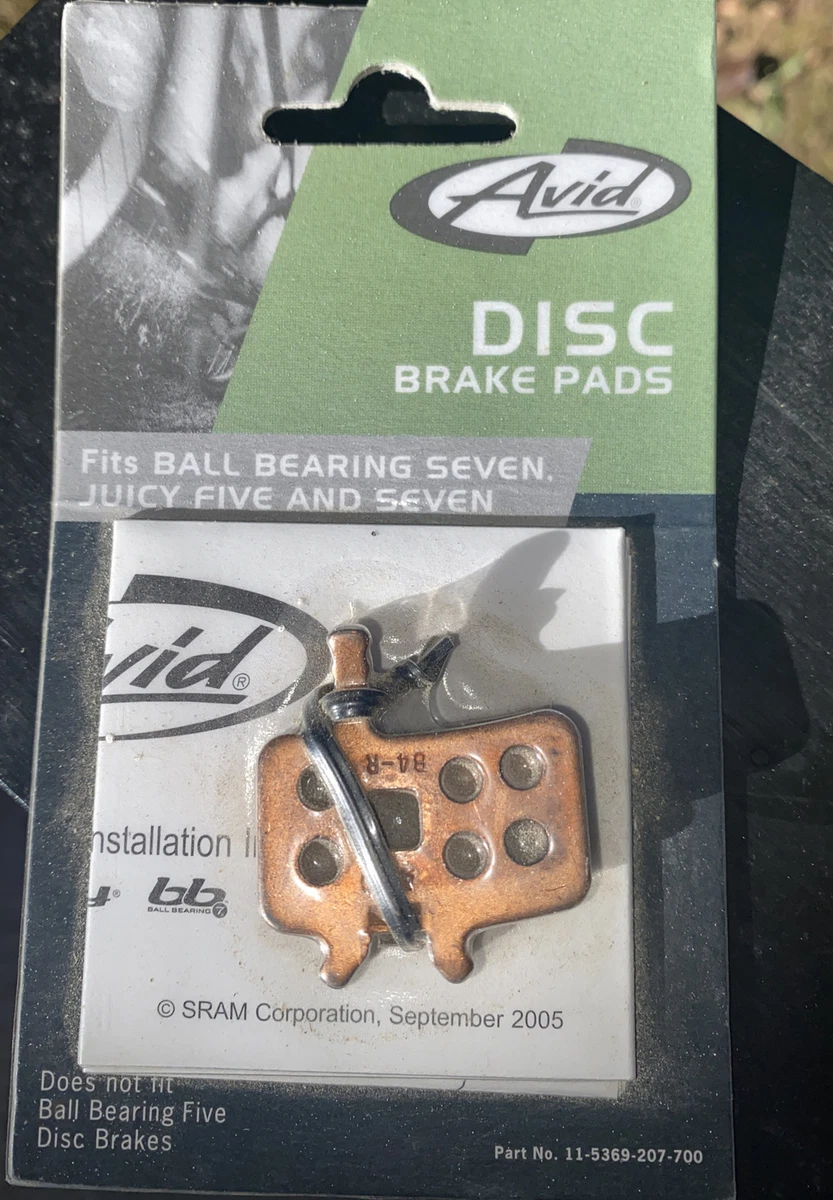 Avid®
DISC
BRAKE PADS
Fits BALL BEARING SEVEN,
JUICY FIVE AND SEVEN
vid®
84-R
nstallation I
y® bb
BALL BEARING 7
© SRAM Corporation, September 2005
Does not fit
Ball Bearing Five
Disc Brakes
Part No. 11-5369-207-700